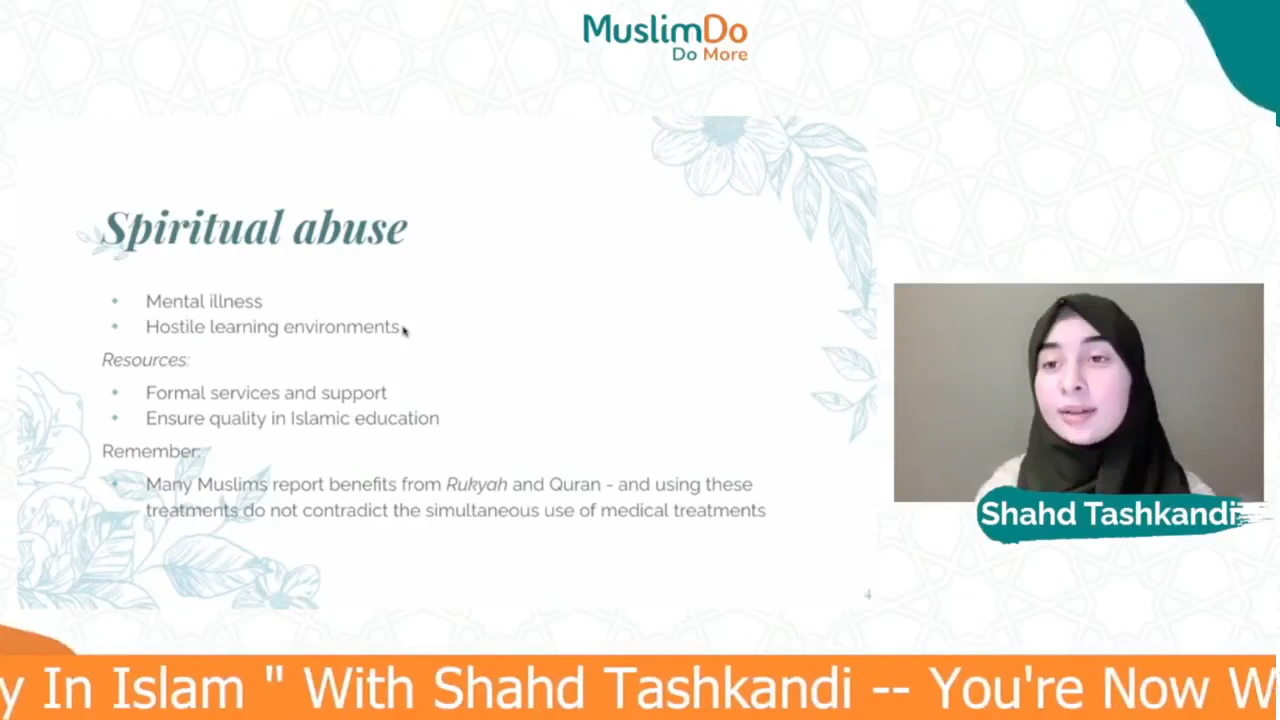 MuslimDo
Do More
Spiritual abuse
Mental illness
Hostile learning environments
Resources:
Formal services and support
Ensure quality in Islamic education
Remember:
Many Muslims report benefits from Rukyah and Quran - and using these
treatments do not contradict the simultaneous use of medical treatments
4
Shahd Tashkandi
y In Islam " With Shahd Tashkandi -- You're Now W